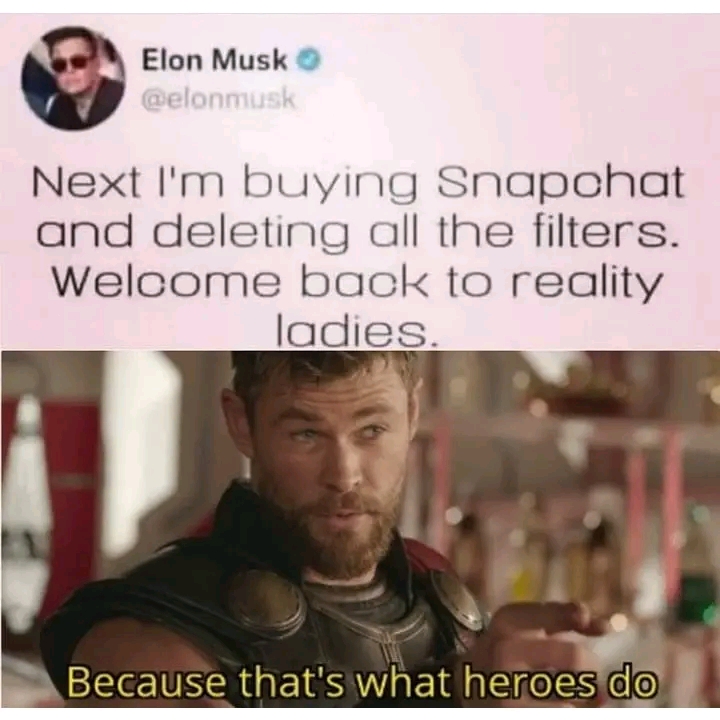 Elon Musk
@elonmusk
Next I'm buying Snapchat
and deleting all the filters.
Welcome back to reality
ladies.
Because that's what heroes do